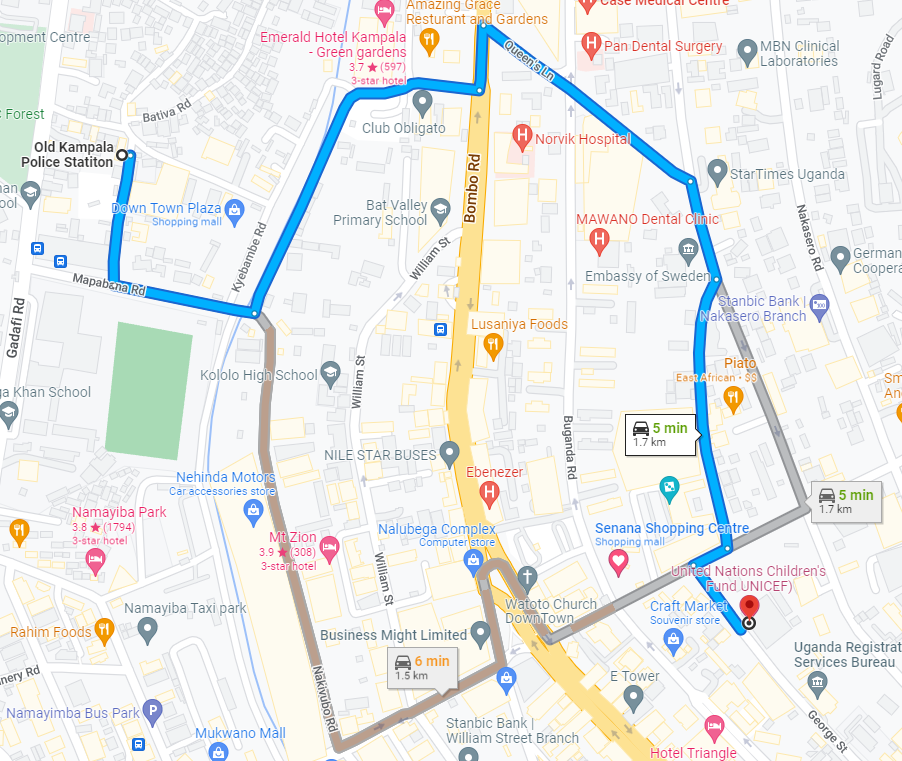 Amazing Grace
Resturant and Gardens
Case Medical Centre
opment Centre
Emerald Hotel Kampala
- Green gardens
3.7 ★ (597)
3-star hotel
Queen's Ln
Pan Dental Surgery
MBN Clinical
Laboratories
Lugard Road
C Forest
Bativa Rd
Club Obligato
Norvik Hospital
Old Kampala
Police Statiton
StarTimes Uganda
Down Town Plaza
Shopping mall
Bat Valley
Primary School
Bombo Rd
MAWANO Dental Clinic
Nakasero Rd
Kyebambe Rd
William St
Embassy of Sweden
German
Coopera
Mapabana Rd
Stanbic Bank |
Nakasero Branch
Gadafi Rd
Lusaniya Foods
Kololo High School
William St
Piato
East African • $$
ga Khan School
Buganda Rd
5 min
1.7 km
NILE STAR BUSES
Ebenezer
Nehinda Motors
Car accessories store
5 min
1.7 km
Namayiba Park
3.8 ★ (1794)
3-star hotel
Mt Zion
3.9 ★ (308)
3-star hotel
Nalubega Complex
Computer store
Senana Shopping Centre
Shopping mall
William St
United Nations Children's
Fund UNICEF)
Namayiba Taxi park
Watoto Church
DownTown
Craft Market
Souvenir store
Rahim Foods
Business Might Limited
6 min
1.5 km
Uganda Registrat
Services Bureau
nery Rd
Nakivubo Rd
E Tower
Namayimba Bus Park
Mukwano Mall
Stanbic Bank |
William Street Branch
George St
Hotel Triangle